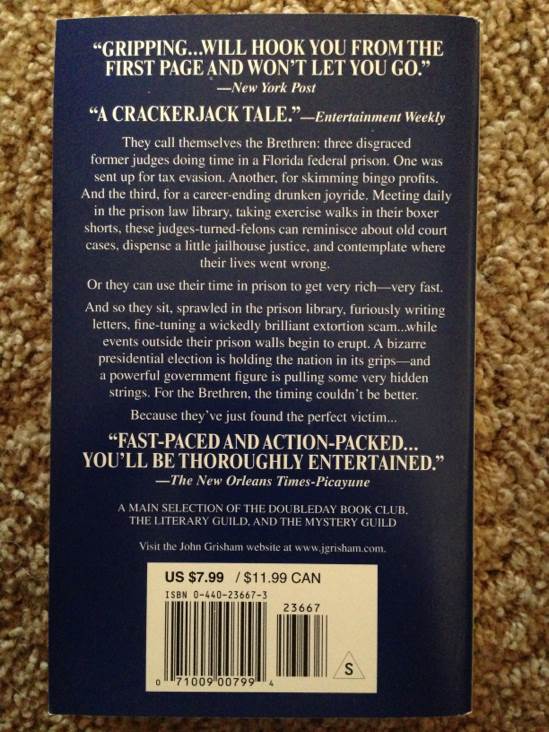 “GRIPPING...WILL HOOK YOU FROM THE
FIRST PAGE AND WON’T LET YOU GO.”
—New York Post
“A CRACKERJACK TALE.”—Entertainment Weekly
They call themselves the Brethren: three disgraced
former judges doing time in a Florida federal prison. One was
sent up for tax evasion. Another, for skimming bingo profits.
And the third, for a career-ending drunken joyride. Meeting daily
in the prison law library, taking exercise walks in their boxer
shorts, these judges-turned-felons can reminisce about old court
cases, dispense a little jailhouse justice, and contemplate where
their lives went wrong.
Or they can use their time in prison to get very rich—very fast.
And so they sit, sprawled in the prison library, furiously writing
letters, fine-tuning a wickedly brilliant extortion scam...while
events outside their prison walls begin to erupt. A bizarre
presidential election is holding the nation in its grips—and
a powerful government figure is pulling some very hidden
strings. For the Brethren, the timing couldn’t be better.
Because they’ve just found the perfect victim...
“FAST-PACED AND ACTION-PACKED...
YOU’LL BE THOROUGHLY ENTERTAINED.”
—The New Orleans Times-Picayune
A MAIN SELECTION OF THE DOUBLEDAY BOOK CLUB,
THE LITERARY GUILD, AND THE MYSTERY GUILD
Visit the John Grisham website at www.jgrisham.com.
US $7.99 / $11.99 CAN
ISBN 0-440-23667-3
23667
0 71009 00799 4
S